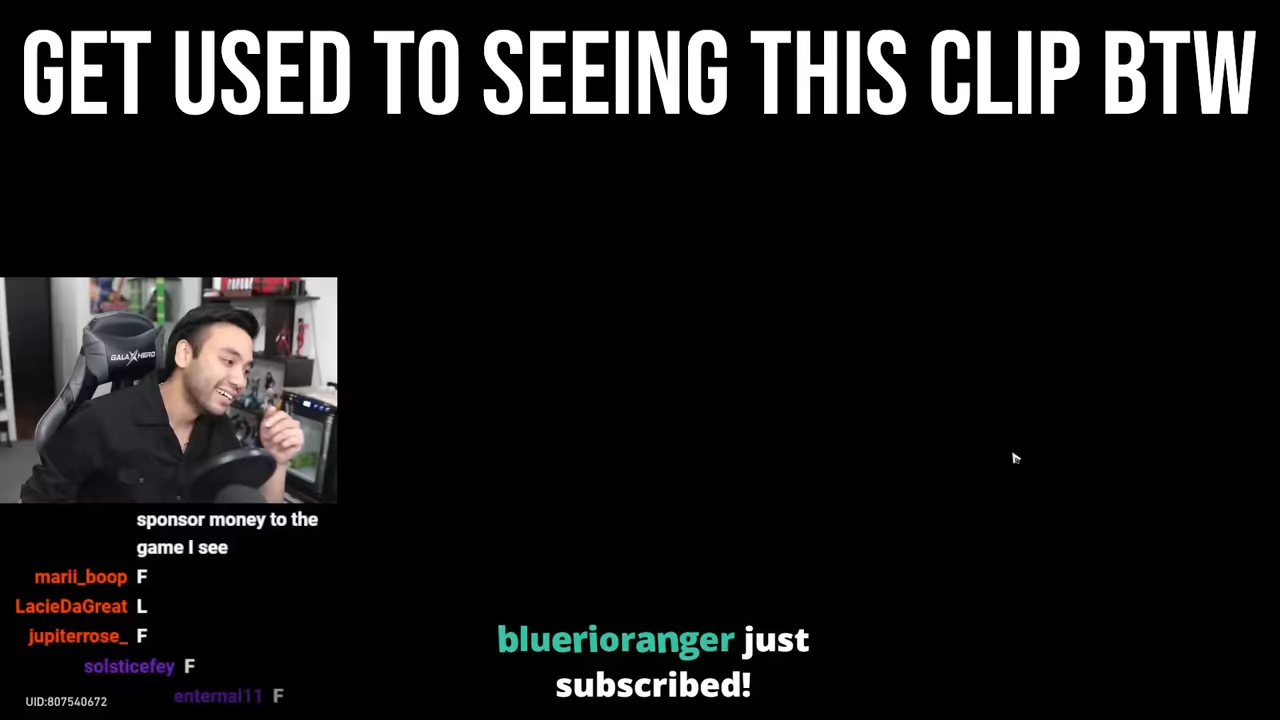 GET USED TO SEEING THIS CLIP BTW
GALAXHERO
sponsor money to the
game I see
marii_boop F
LacieDaGreat L
jupiterrose_ F
solsticefey F
enternal11 F
bluerioranger just
subscribed!
UID:807540672